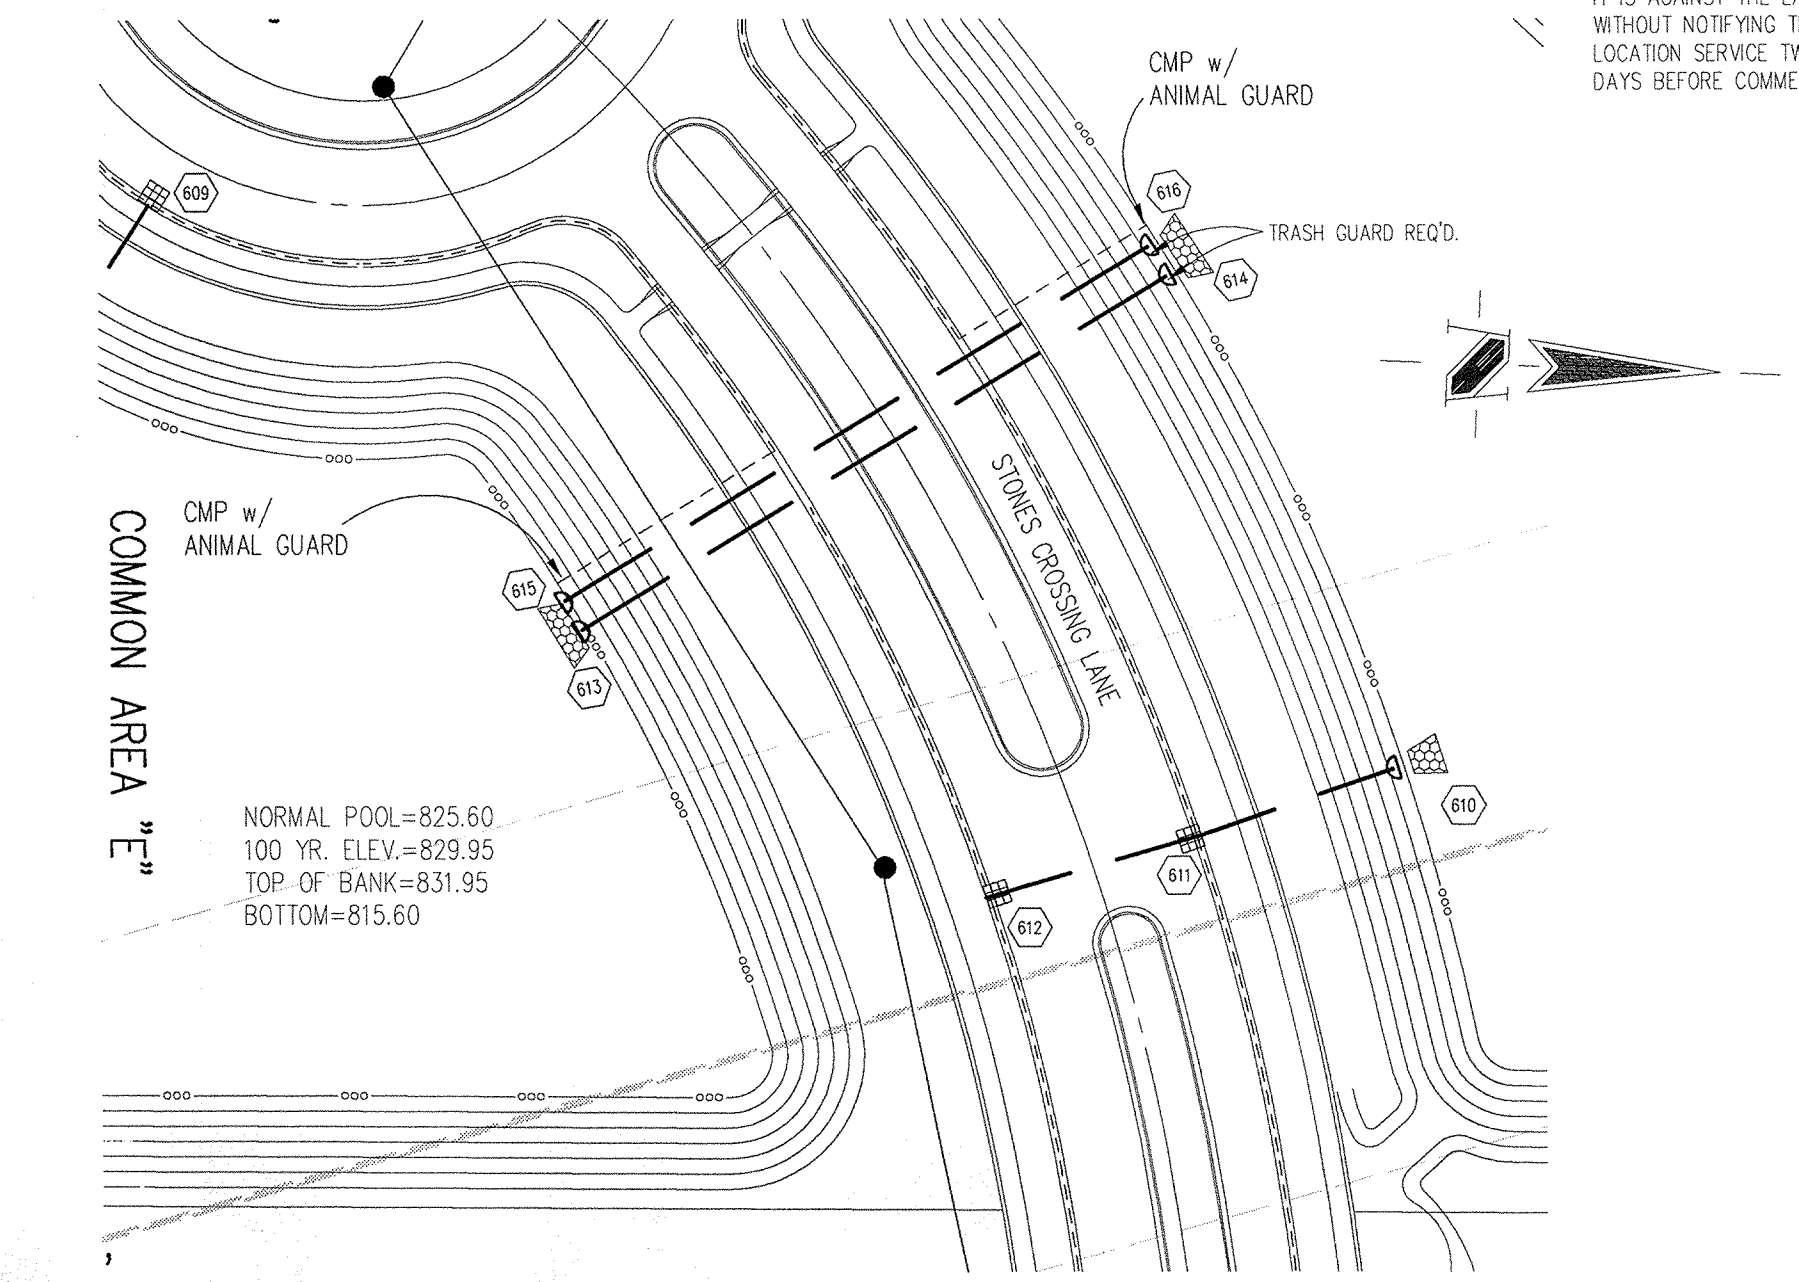 WITHOUT NOTIFYING
LOCATION SERVICE
DAYS BEFORE
CMP w/
ANIMAL GUARD
616
TRASH GUARD REQ'D.
614
609
CMP w/
ANIMAL GUARD
615
613
STONES CROSSING LANE
COMMON AREA "E"
NORMAL POOL=825.60
100 YR. ELEV.=829.95
TOP OF BANK=831.95
BOTTOM=815.60
610
611
612